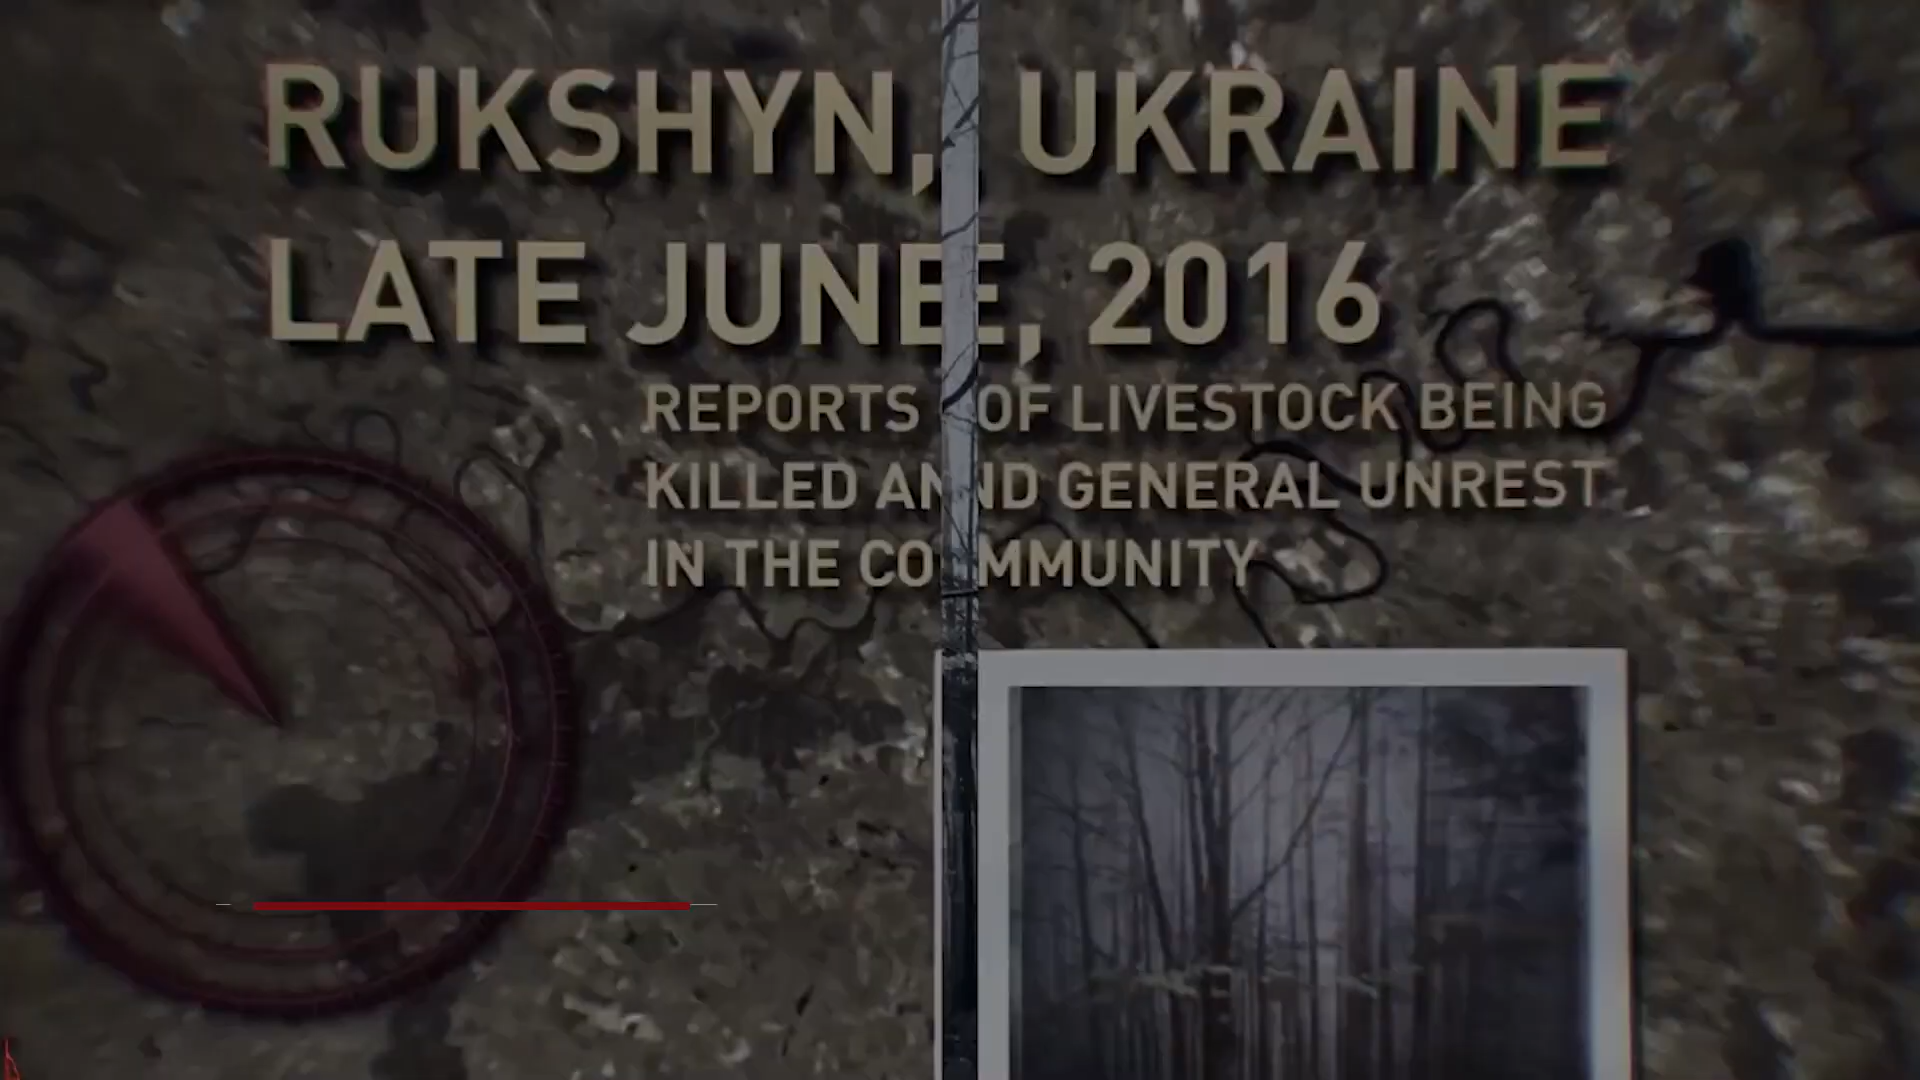 RUKSHYN, UKRAINE
LATE JUNE, 2016
REPORTS OF LIVESTOCK BEING
KILLED AND GENERAL UNREST
IN THE COMMUNITY